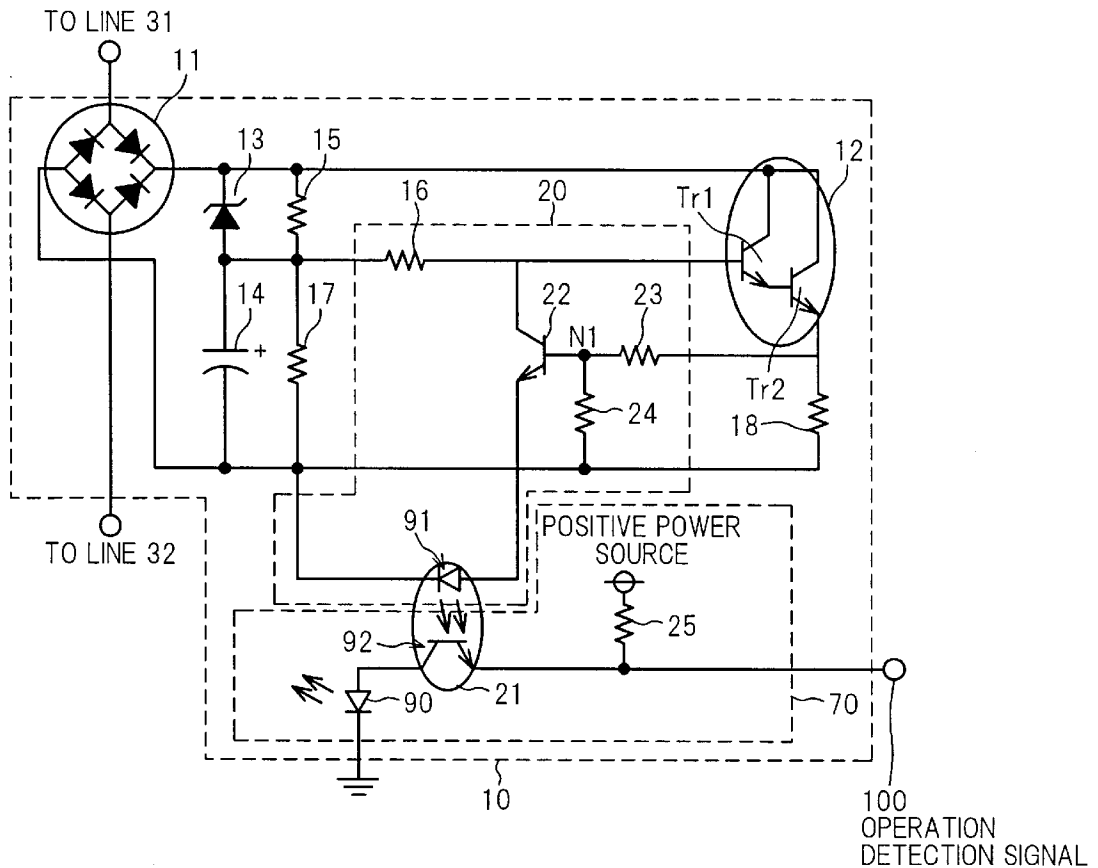 TO LINE 31
11
13
15
12
16
20
Tr1
14
+
17
22
N1
23
24
Tr2
18
TO LINE 32
91
POSITIVE POWER
SOURCE
25
92
90
21
70
10
100
OPERATION
DETECTION SIGNAL